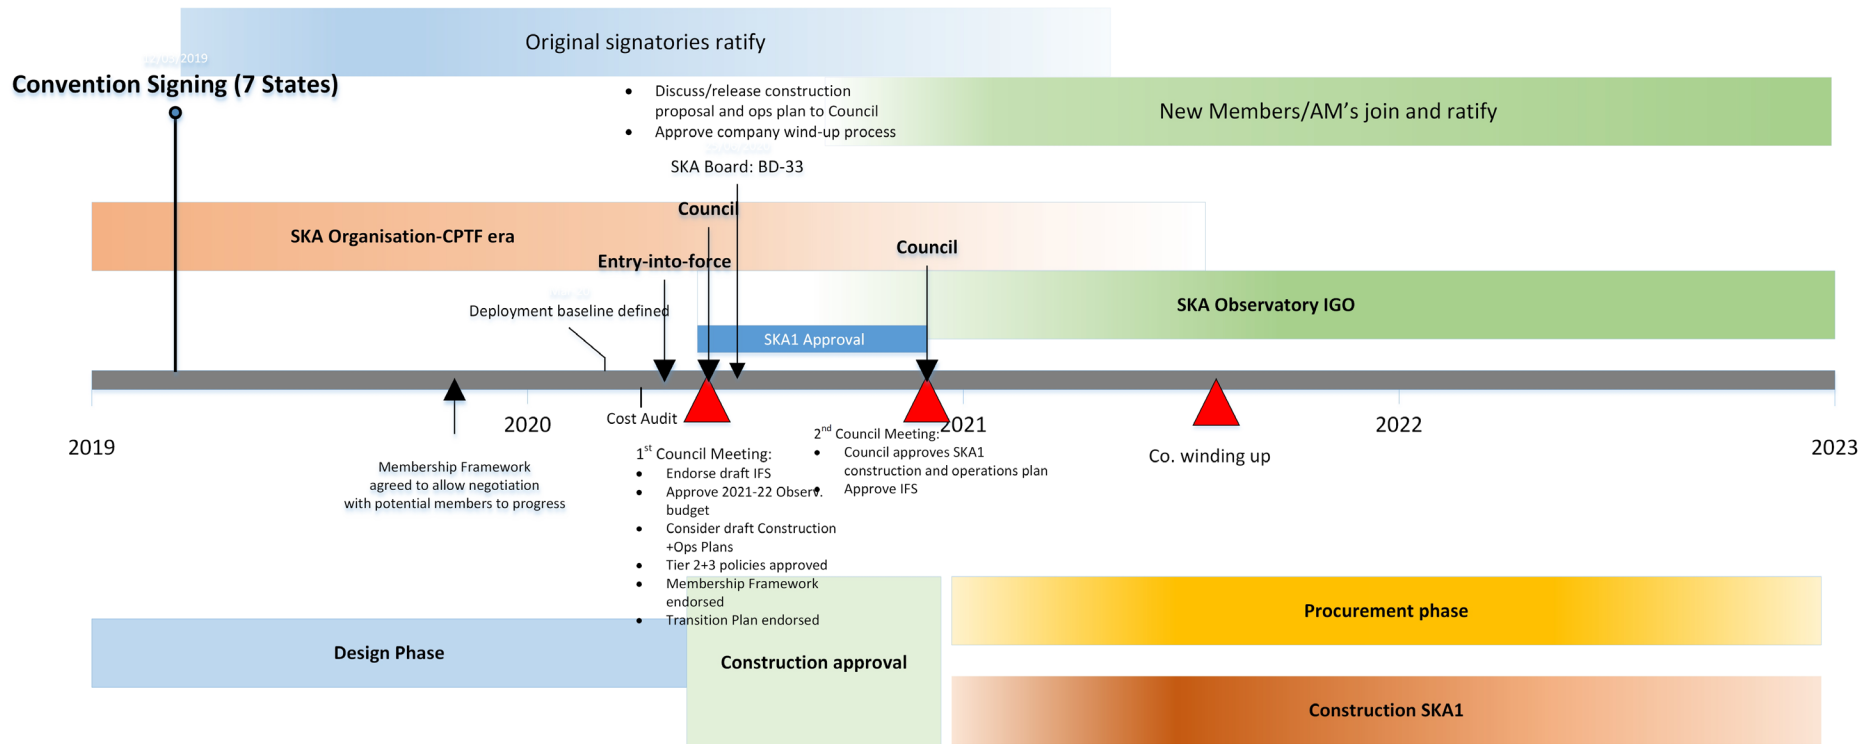 Original signatories ratify
12/03/2019
Convention Signing (7 States)
• Discuss/release construction
proposal and ops plan to Council
• Approve company wind-up process
New Members/AM's join and ratify
SKA Board: BD-33
Council
SKA Organisation-CPTF era
Council
Entry-into-force
Mar-20
Deployment baseline defined
SKA Observatory IGO
SKA1 Approval
2019
2020
2021
2022
2023
Cost Audit
Membership Framework
agreed to allow negotiation
with potential members to progress
1st Council Meeting:
• Endorse draft IFS
• Approve 2021-22 Observ.
budget
• Consider draft Construction
+Ops Plans
• Tier 2+3 policies approved
• Membership Framework
endorsed
• Transition Plan endorsed
2nd Council Meeting:
• Council approves SKA1
construction and operations plan
• Approve IFS
Co. winding up
Design Phase
Construction approval
Procurement phase
Construction SKA1